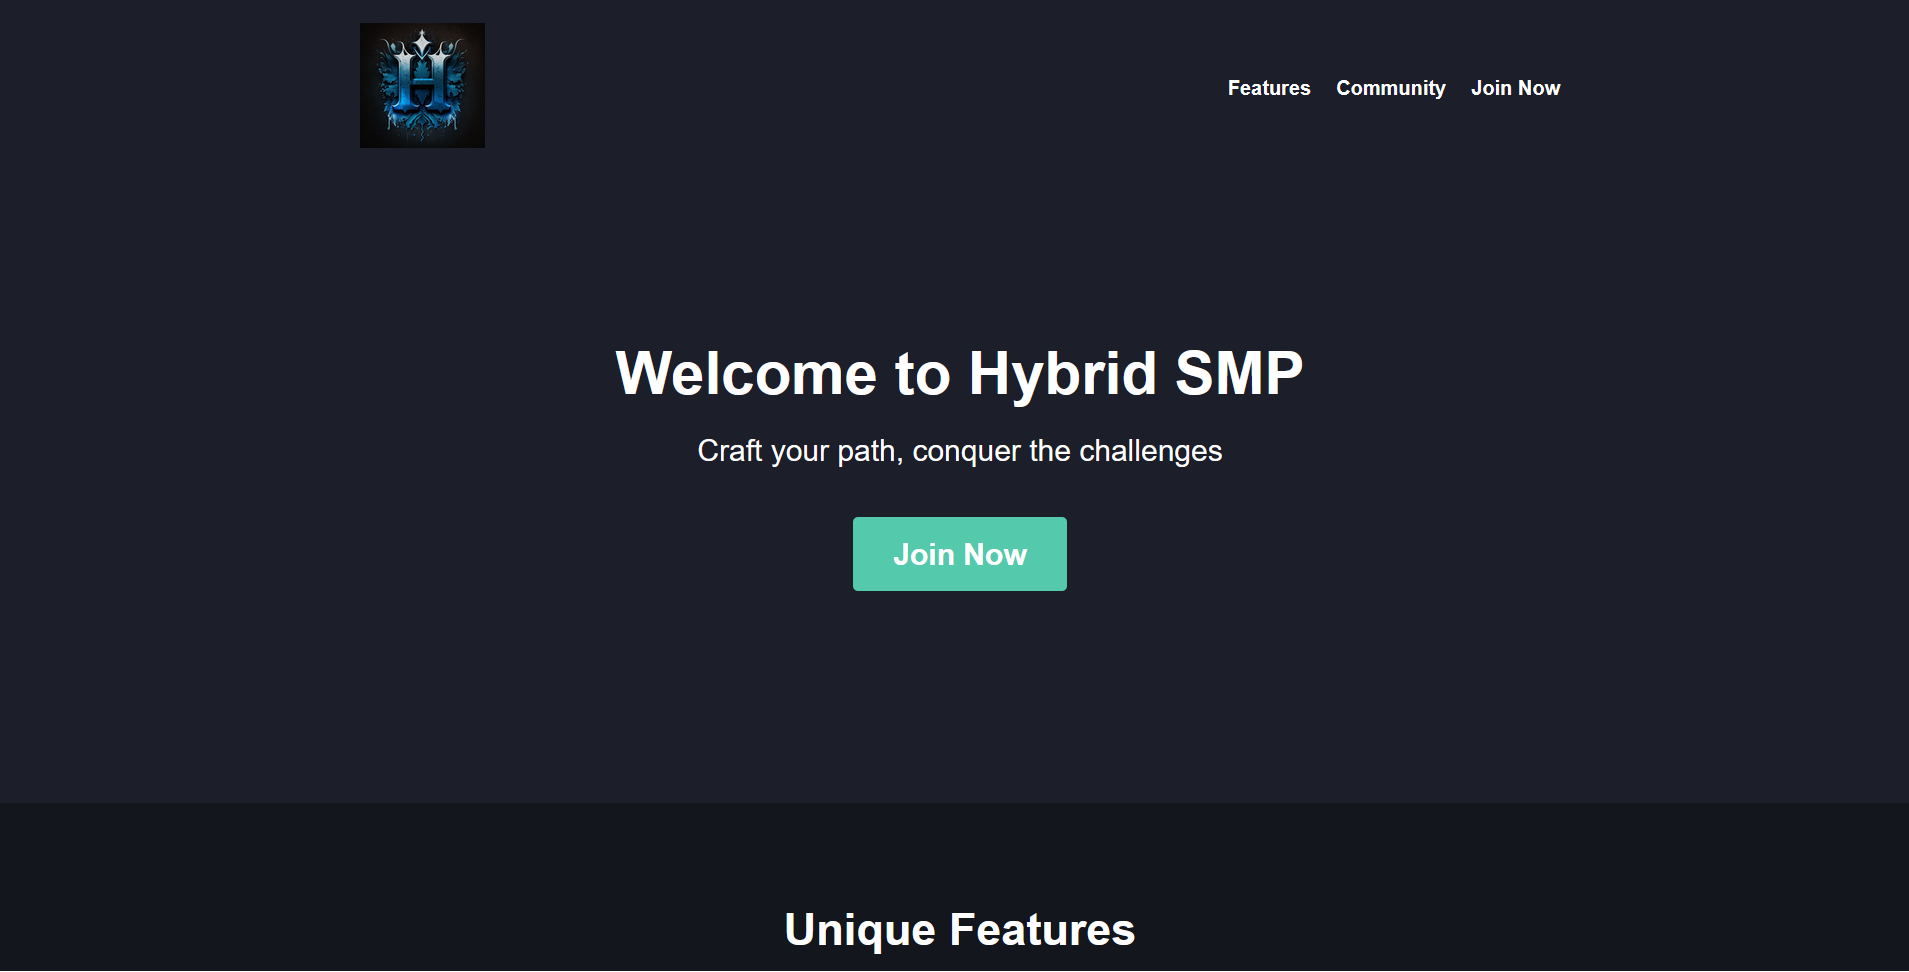 H
Features Community Join Now
Welcome to Hybrid SMP
Craft your path, conquer the challenges
Join Now
Unique Features